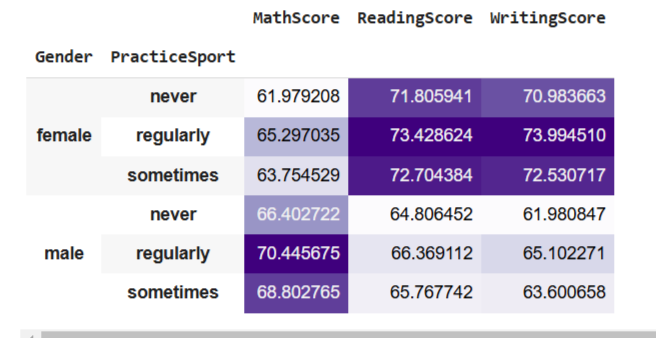 MathScore ReadingScore WritingScore
Gender PracticeSport
never 61.979208 71.805941 70.983663
female regularly 65.297035 73.428624 73.994510
sometimes 63.754529 72.704384 72.530717
never 66.402722 64.806452 61.980847
male regularly 70.445675 66.369112 65.102271
sometimes 68.802765 65.767742 63.600658